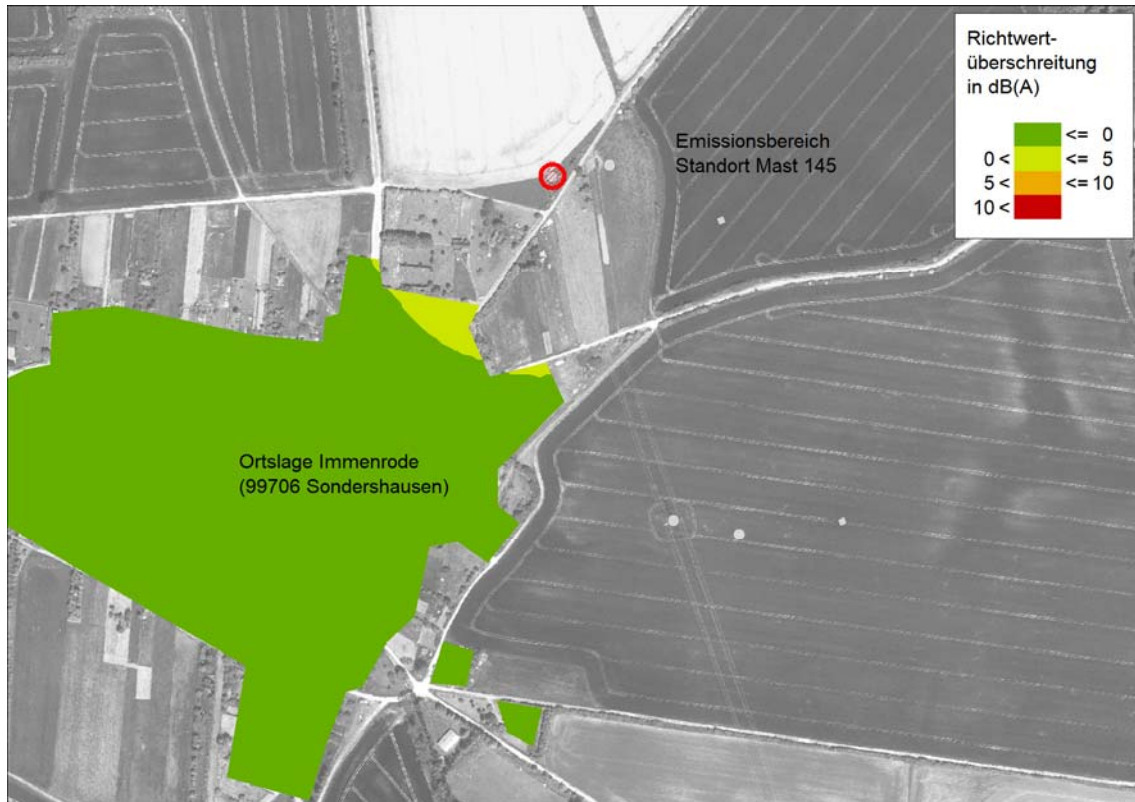 Richtwert-
überschreitung
in dB(A)
<= 0
0 < <= 5
5 < <= 10
10 <
Emissionsbereich
Standort Mast 145
Ortslage Immenrode
(99706 Sondershausen)